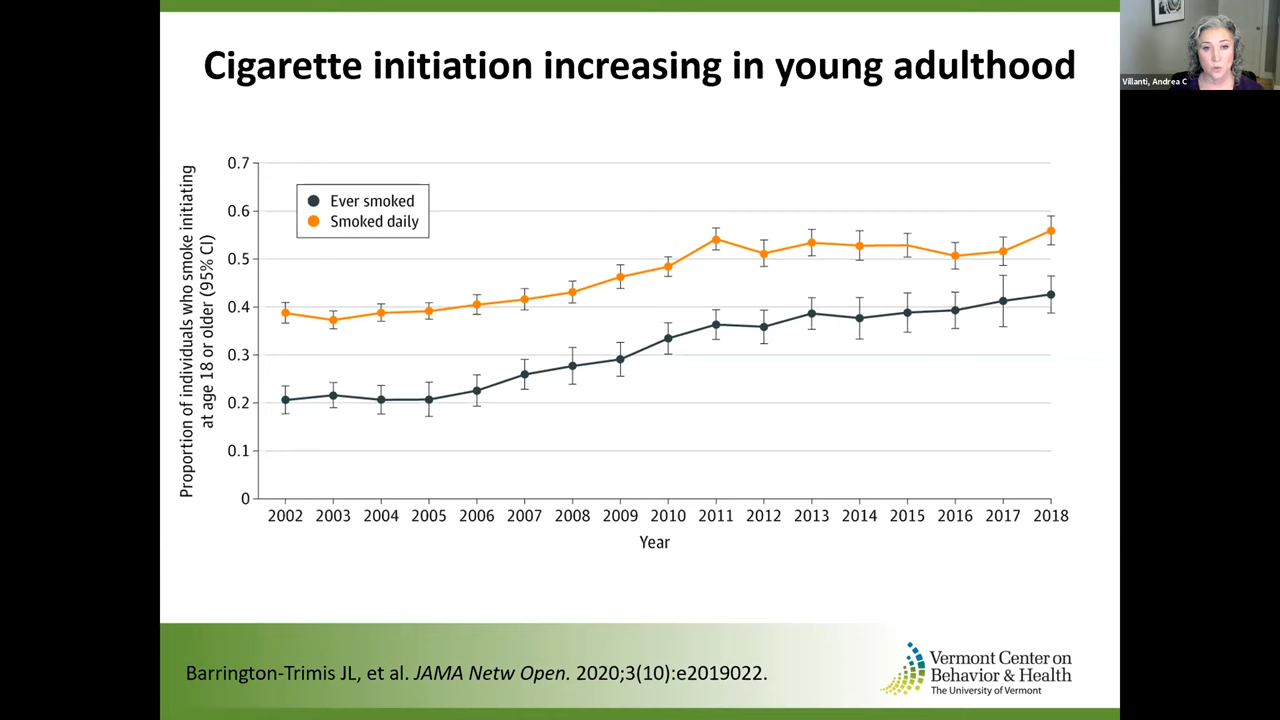 Cigarette initiation increasing in young adulthood
Villanti, Andrea C
Proportion of individuals who smoke initiating
at age 18 or older (95% CI)
0.7
0.6
0.5
0.4
0.3
0.2
0.1
0
Ever smoked
Smoked daily
2002 2003 2004 2005 2006 2007 2008 2009 2010 2011 2012 2013 2014 2015 2016 2017 2018
Year
Barrington-Trimis JL, et al. JAMA Netw Open. 2020;3(10):e2019022.
Vermont Center on
Behavior & Health
The University of Vermont